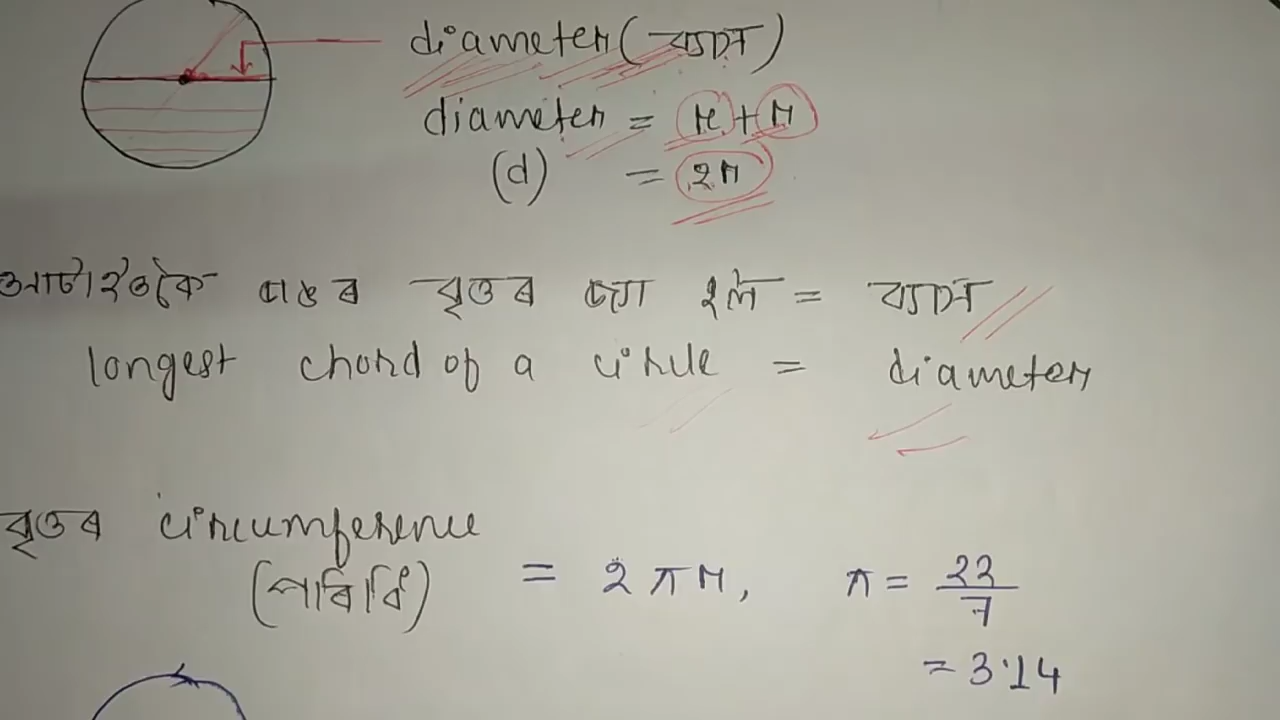 diameter (ব্যাস)
diameter = r + r
(d) = 2r
আটাইতকৈ ডাঙৰ বৃত্তৰ জ্যা হ'ল = ব্যাস
longest chord of a circle = diameter
বৃত্তৰ circumference
(পৰিধি) = 2πr, π = 22/7
= 3.14